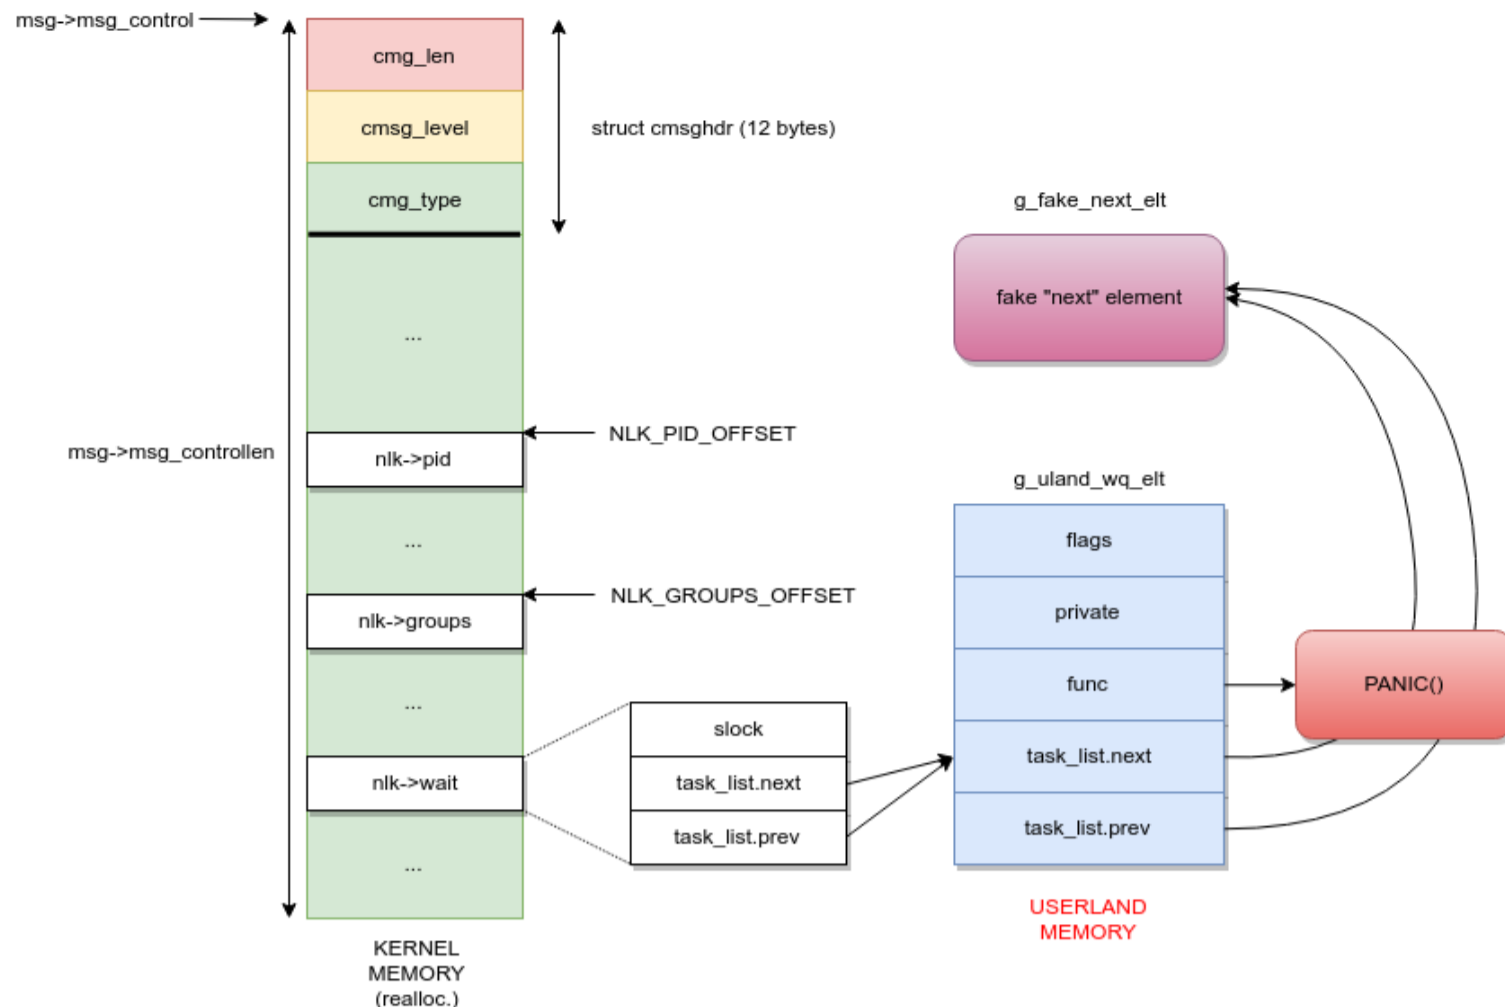 msg->msg_control
cmg_len
cmsg_level
struct cmsghdr (12 bytes)
cmg_type
g_fake_next_elt
fake "next" element
...
NLK_PID_OFFSET
msg->msg_controllen
nlk->pid
g_uland_wq_elt
...
flags
NLK_GROUPS_OFFSET
nlk->groups
private
...
func
PANIC()
slock
nlk->wait
task_list.next
task_list.prev
task_list.next
task_list.prev
...
USERLAND
MEMORY
KERNEL
MEMORY
(realloc.)